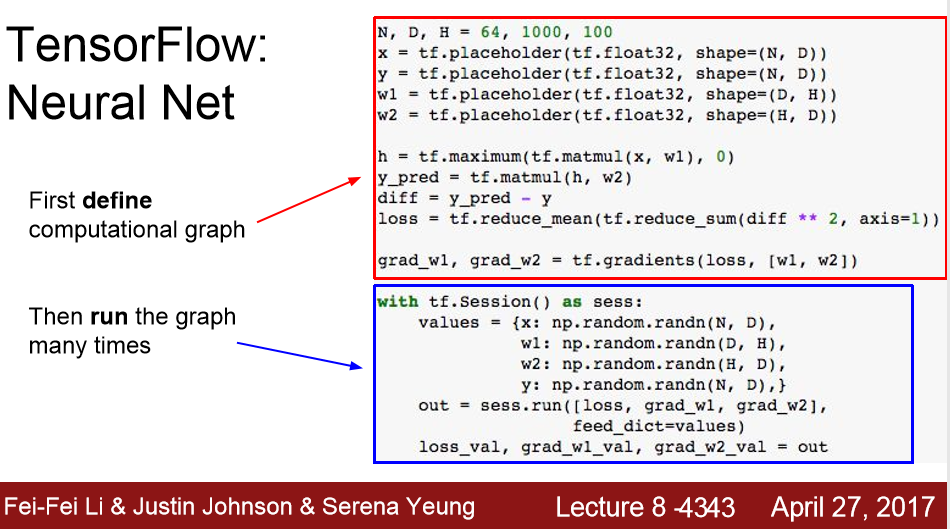 TensorFlow:
Neural Net
First define
computational graph
Then run the graph
many times
N, D, H = 64, 1000, 100
x = tf.placeholder(tf.float32, shape=(N, D))
y = tf.placeholder(tf.float32, shape=(N, D))
w1 = tf.placeholder(tf.float32, shape=(D, H))
w2 = tf.placeholder(tf.float32, shape=(H, D))
h = tf.maximum(tf.matmul(x, w1), 0)
y_pred = tf.matmul(h, w2)
diff = y_pred - y
loss = tf.reduce_mean(tf.reduce_sum(diff ** 2, axis=1))
grad_w1, grad_w2 = tf.gradients(loss, [w1, w2])
with tf.Session() as sess:
    values = {x: np.random.randn(N, D),
              w1: np.random.randn(D, H),
              w2: np.random.randn(H, D),
              y: np.random.randn(N, D),}
    out = sess.run([loss, grad_w1, grad_w2],
                   feed_dict=values)
    loss_val, grad_w1_val, grad_w2_val = out
Fei-Fei Li & Justin Johnson & Serena Yeung Lecture 8 -4343 April 27, 2017